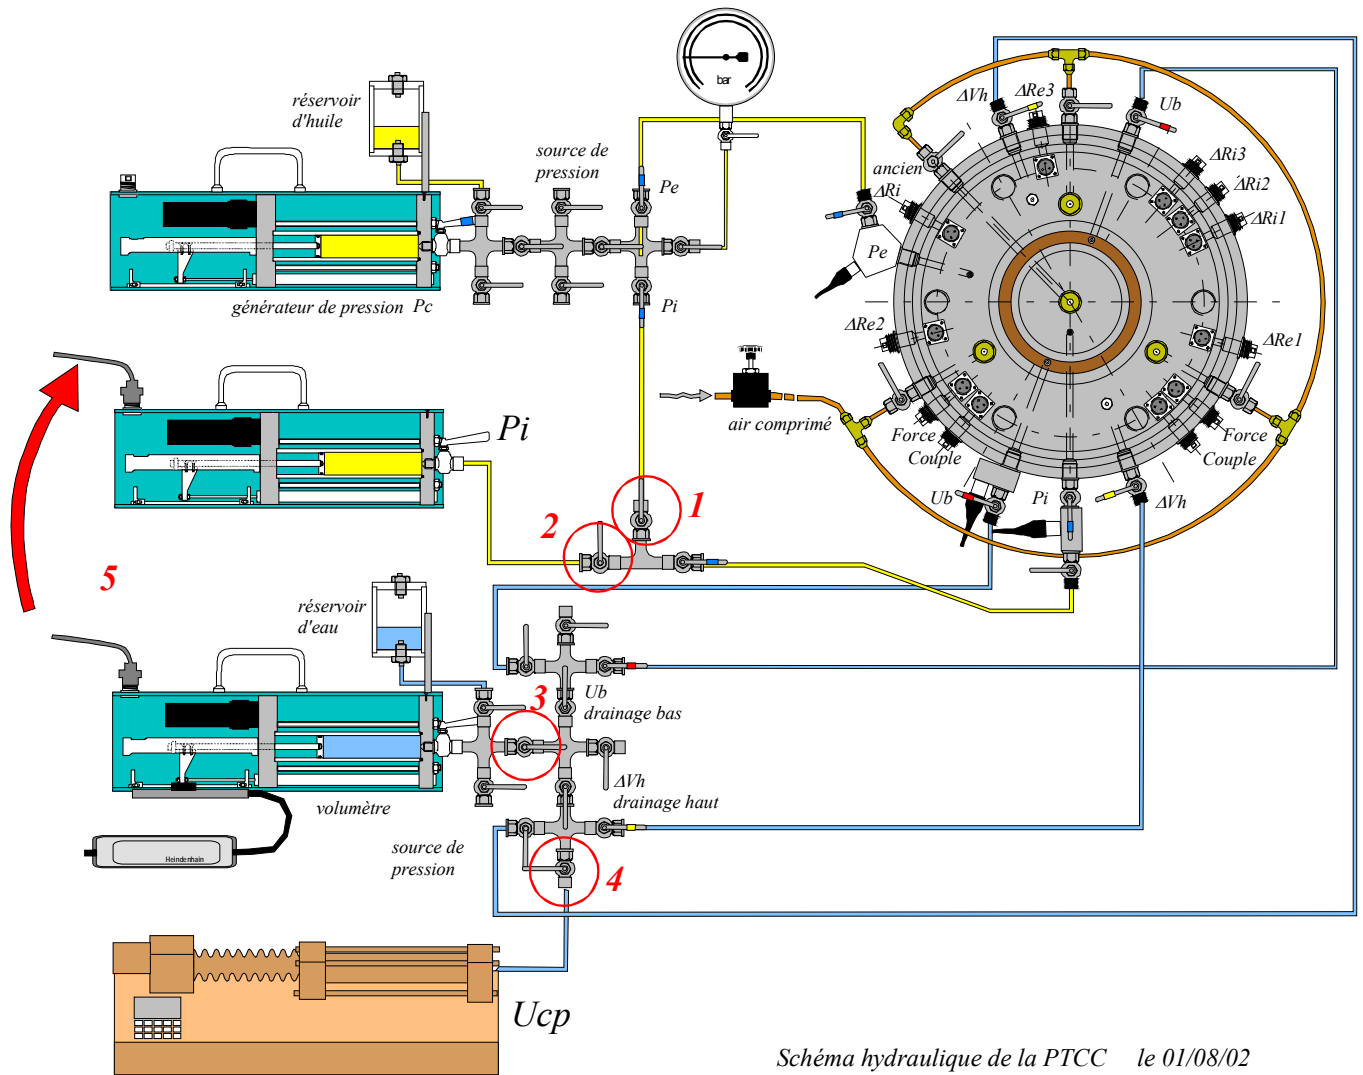 bar
réservoir
d'huile
source de
pression
Pe
Pi
générateur de pression Pc
ΔVh
ΔRe3
Ub
ancien
ΔRi
ΔRi3
ΔRi2
ΔRi1
Pe
ΔRe2
ΔRe1
air comprimé
Force
Couple
Force
Couple
Ub
Pi
ΔVh
Pi
1
2
5
réservoir
d'eau
3
Ub
drainage bas
ΔVh
drainage haut
volumètre
Heindenhain
source de
pression
4
Ucp
Schéma hydraulique de la PTCC le 01/08/02